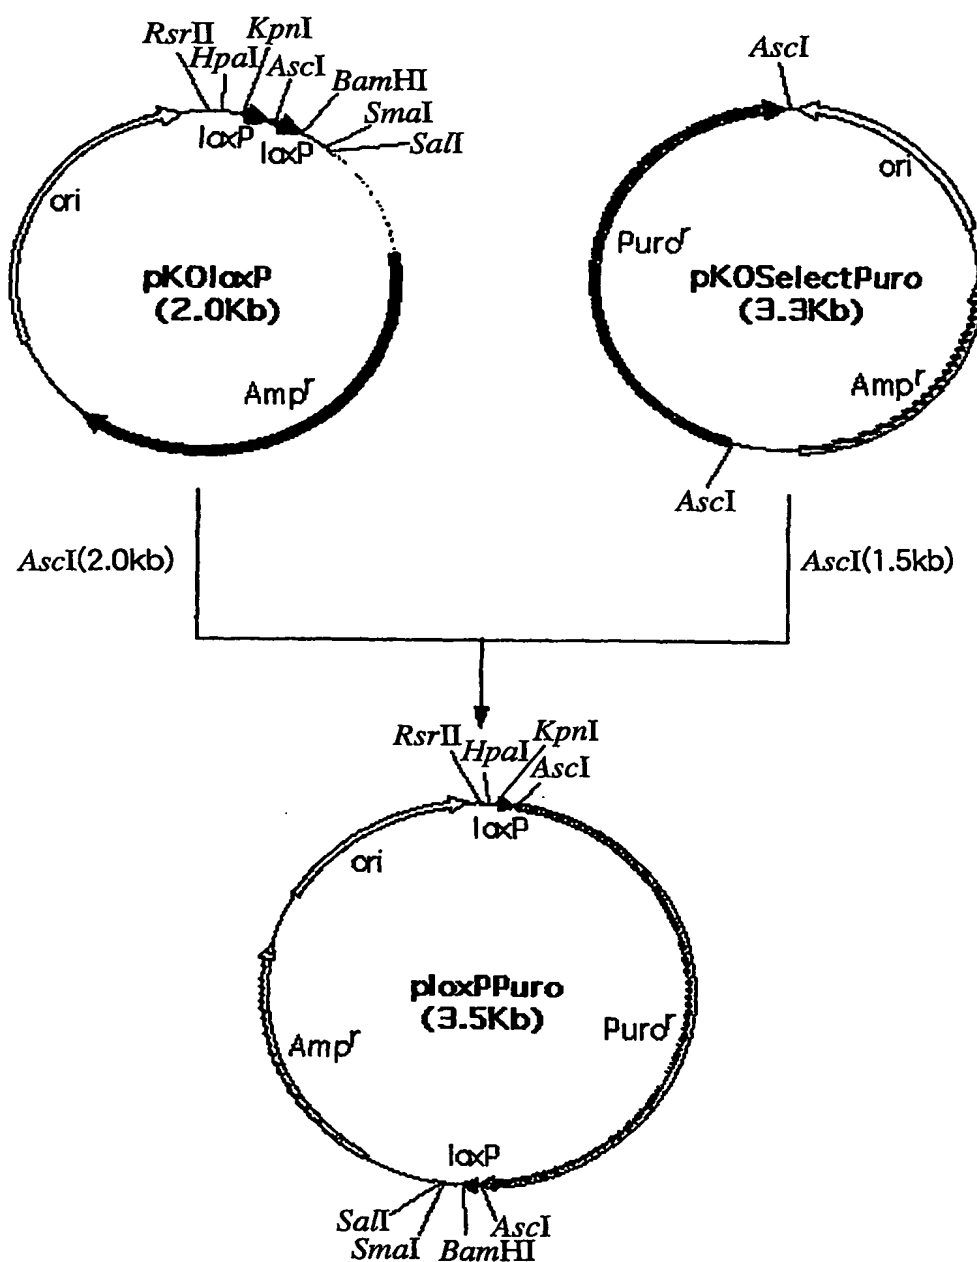 RsrII
HpaI
KpnI
AscI
BamHI
SmaI
SalI
loxP
loxP
ori
pKOloxP
(2.0Kb)
Ampr
AscI
ori
Puror
pKOSelectPuro
(3.3Kb)
Ampr
AscI
AscI(2.0kb)
AscI(1.5kb)
RsrII
HpaI
KpnI
AscI
loxP
ori
ploxPPuro
(3.5Kb)
Ampr
Puror
loxP
SalI
SmaI
BamHI
AscI